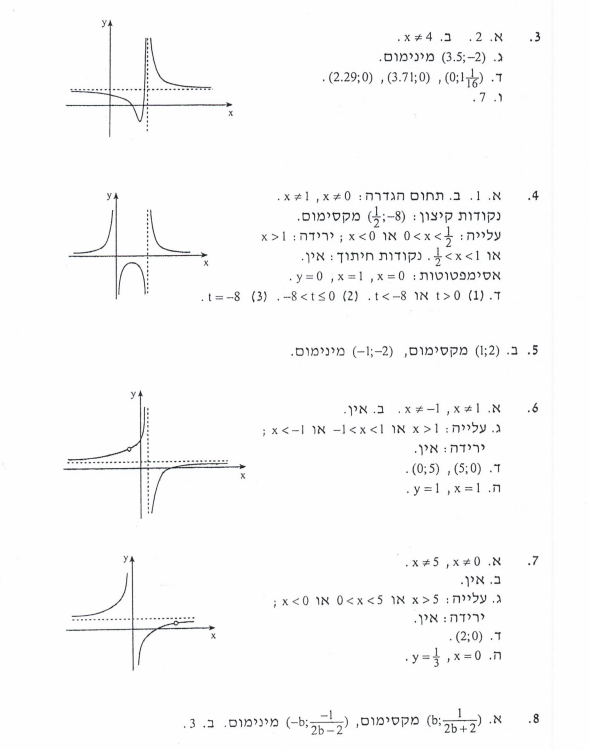 3. א. 2. ב. x ≠ 4.
ג. (3.5;−2) מינימום.
ד. (0;1 1/16), (3.71;0), (2.29;0).
ו. 7.
y
x
4. א. 1. ב. תחום הגדרה: x ≠ 0, x ≠ 1.
נקודות קיצון: (1/2;−8) מקסימום.
עלייה: 0<x<1/2 או x<0; ירידה: x>1
או 1/2<x<1. נקודות חיתוך: אין.
אסימפטוטות: x=0, x=1, y=0.
ד. (1) t>0 או t<−8. (2) −8<t≤0. (3) t=−8.
y
x
5. ב. (1;2) מקסימום, (−1;−2) מינימום.
6. א. x ≠ 1, x ≠ −1. ב. אין.
ג. עלייה: x>1 או −1<x<1 או x<−1;
ירידה: אין.
ד. (5;0), (0;5).
ה. x=1, y=1.
y
x
7. א. x ≠ 0, x ≠ 5.
ב. אין.
ג. עלייה: x>5 או 0<x<5 או x<0;
ירידה: אין.
ד. (2;0).
ה. x=0, y=1/3.
y
x
8. א. (b; 1/(2b+2)) מקסימום, (−b; −1/(2b−2)) מינימום. ב. 3.